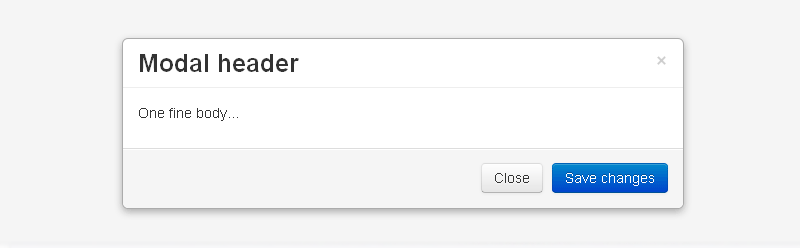 Modal header ×
One fine body...
Close Save changes